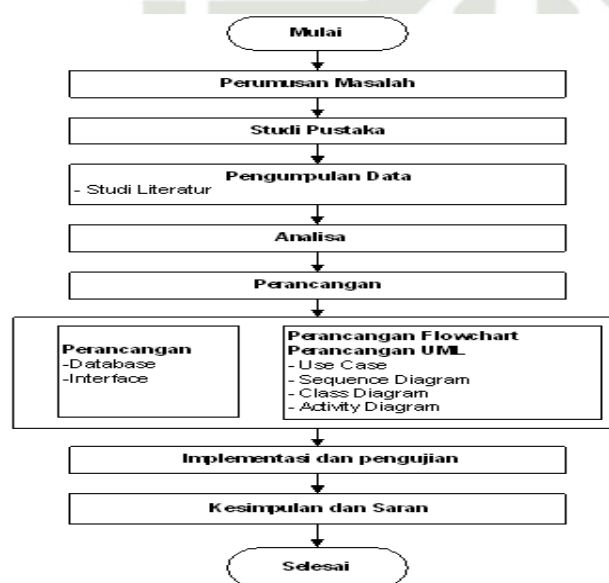 Mulai
Perumusan Masalah
Studi Pustaka
Pengumpulan Data
- Studi Literatur
Analisa
Perancangan
Perancangan
-Database
-Interface
Perancangan Flowchart
Perancangan UML
- Use Case
- Sequence Diagram
- Class Diagram
- Activity Diagram
Implementasi dan pengujian
Kesimpulan dan Saran
Selesai